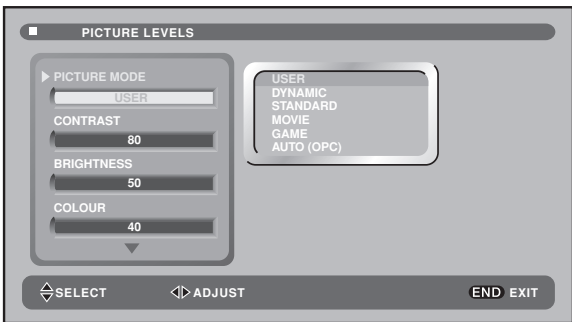 PICTURE LEVELS
PICTURE MODE
USER
CONTRAST
80
BRIGHTNESS
50
COLOUR
40
USER
DYNAMIC
STANDARD
MOVIE
GAME
AUTO (OPC)
SELECT ADJUST END EXIT